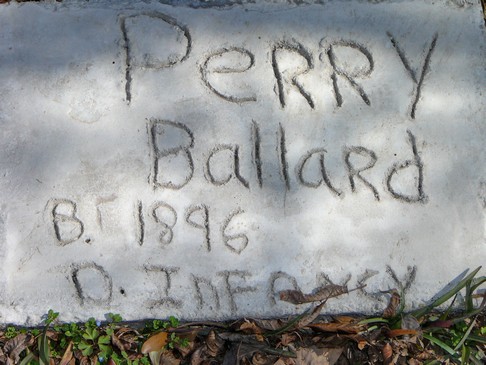 Perry
Ballard
B. 1896
D InFancy